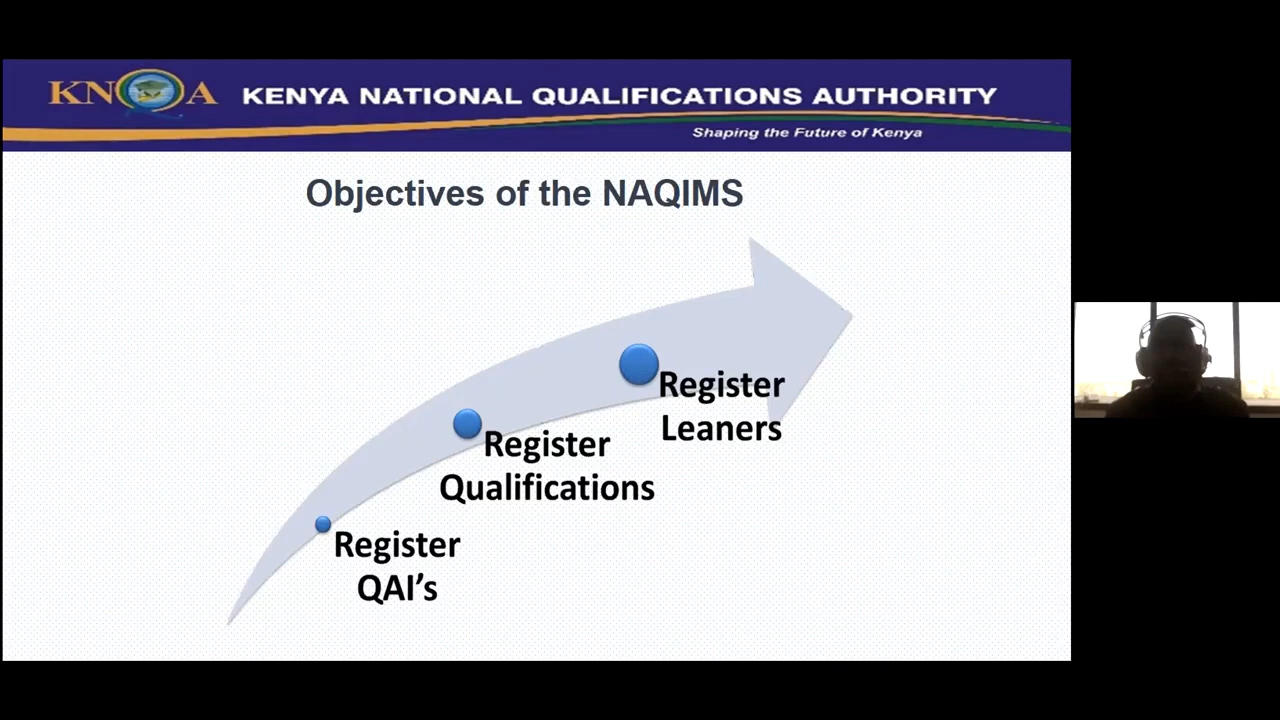 KNQA KENYA NATIONAL QUALIFICATIONS AUTHORITY
Shaping the Future of Kenya
Objectives of the NAQIMS
Register
Leaners
Register
Qualifications
Register
QAI’s